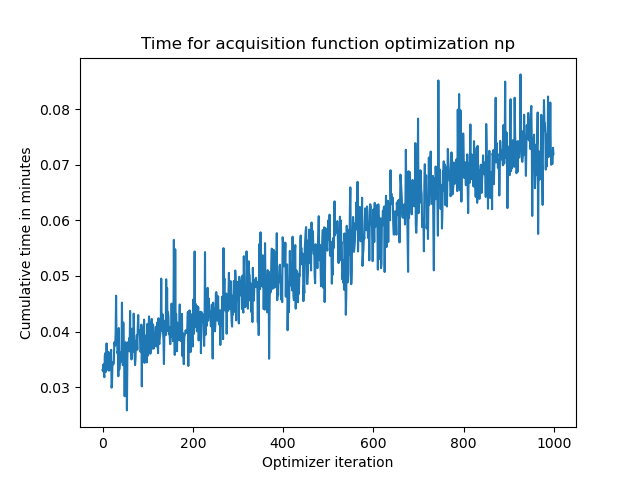 Time for acquisition function optimization np
Cumulative time in minutes
0.08
0.07
0.06
0.05
0.04
0.03
0 200 400 600 800 1000
Optimizer iteration